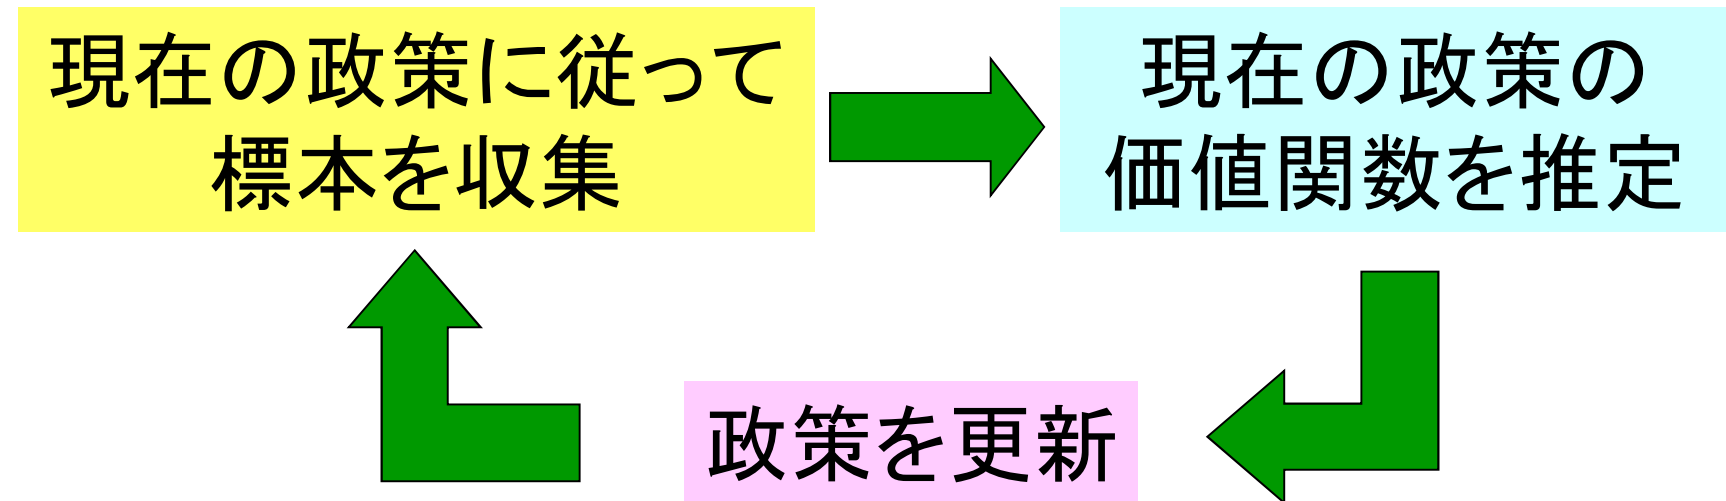 現在の政策に従って
標本を収集
現在の政策の
価値関数を推定
政策を更新